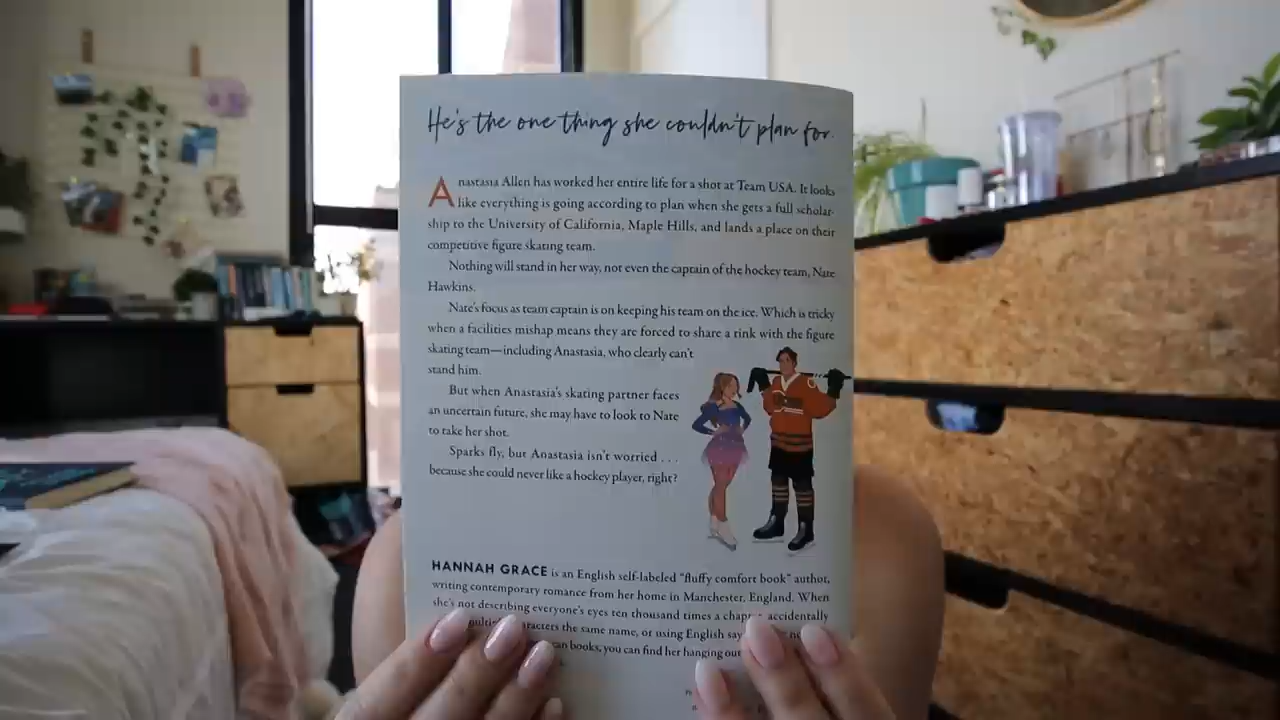 He's the one thing she couldn't plan for.
Anastasia Allen has worked her entire life for a shot at Team USA. It looks
like everything is going according to plan when she gets a full scholar-
ship to the University of California, Maple Hills, and lands a place on their
competitive figure skating team.
Nothing will stand in her way, not even the captain of the hockey team, Nate
Hawkins.
Nate's focus as team captain is on keeping his team on the ice. Which is tricky
when a facilities mishap means they are forced to share a rink with the figure
skating team—including Anastasia, who clearly can't
stand him.
But when Anastasia's skating partner faces
an uncertain future, she may have to look to Nate
to take her shot.
Sparks fly, but Anastasia isn't worried . . .
because she could never like a hockey player, right?
HANNAH GRACE is an English self-labeled "fluffy comfort book" author,
writing contemporary romance from her home in Manchester, England. When
she's not describing everyone's eyes ten thousand times a accidentally
the same name, or using English
books, you can find her hanging out